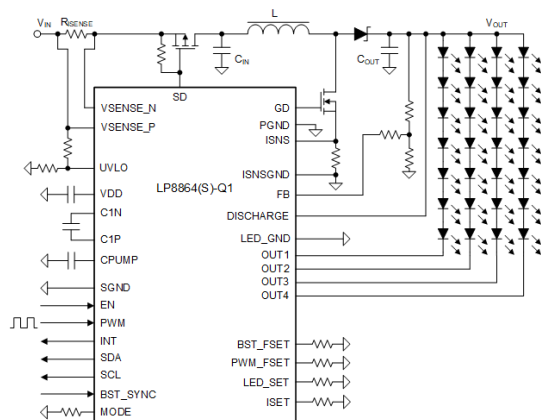 VIN RISENSE L VOUT
CIN COUT
SD
VSENSE_N GD
VSENSE_P PGND
ISNS
UVLO ISNSGND
LP8864(S)-Q1
VDD FB
C1N DISCHARGE
C1P LED_GND
CPUMP OUT1
OUT2
SGND OUT3
EN OUT4
PWM
INT BST_FSET
SDA PWM_FSET
SCL LED_SET
BST_SYNC ISET
MODE